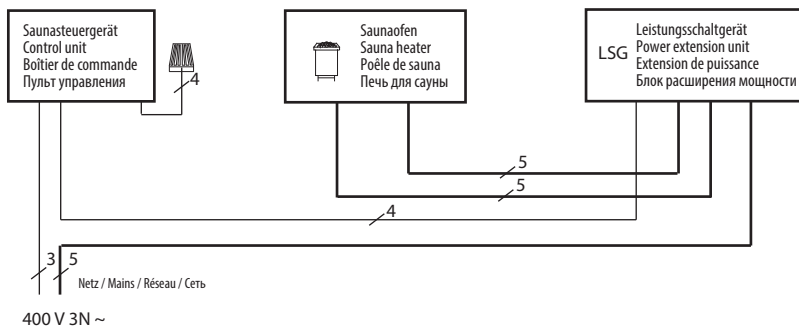 Saunasteuergerät
Control unit
Boîtier de commande
Пульт управления
4
Saunaofen
Sauna heater
Poêle de sauna
Печь для сауны
LSG
Leistungsschaltgerät
Power extension unit
Extension de puissance
Блок расширения мощности
5
5
4
3
5
Netz / Mains / Réseau / Сеть
400 V 3N ~